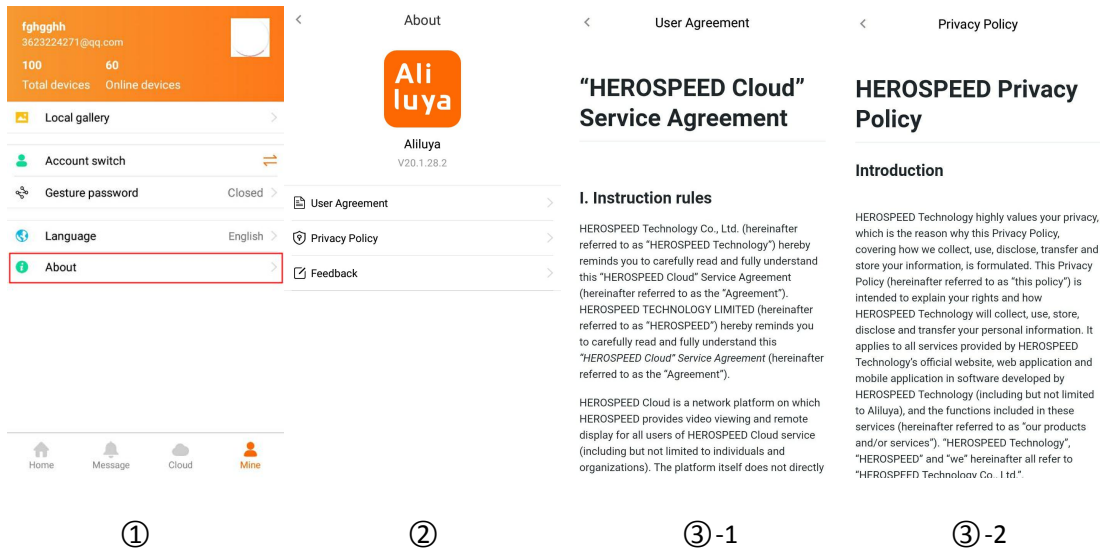 fghgghh
3623224271@qq.com
100 60
Total devices Online devices
Local gallery
Account switch
Gesture password Closed
Language English
About
Home Message Cloud Mine
①
About
Ali
luya
Aliluya
V20.1.28.2
User Agreement
Privacy Policy
Feedback
②
User Agreement
“HEROSPEED Cloud”
Service Agreement
I. Instruction rules
HEROSPEED Technology Co., Ltd. (hereinafter
referred to as “HEROSPEED Technology”) hereby
reminds you to carefully read and fully understand
this “HEROSPEED Cloud” Service Agreement
(hereinafter referred to as the “Agreement”).
HEROSPEED TECHNOLOGY LIMITED (hereinafter
referred to as “HEROSPEED”) hereby reminds you
to carefully read and fully understand this
“HEROSPEED Cloud” Service Agreement (hereinafter
referred to as the “Agreement”).
HEROSPEED Cloud is a network platform on which
HEROSPEED provides video viewing and remote
display for all users of HEROSPEED Cloud service
(including but not limited to individuals and
organizations). The platform itself does not directly
③-1
Privacy Policy
HEROSPEED Privacy
Policy
Introduction
HEROSPEED Technology highly values your privacy,
which is the reason why this Privacy Policy,
covering how we collect, use, disclose, transfer and
store your information, is formulated. This Privacy
Policy (hereinafter referred to as “this policy”) is
intended to explain your rights and how
HEROSPEED Technology will collect, use, store,
disclose and transfer your personal information. It
applies to all services provided by HEROSPEED
Technology’s official website, web application and
mobile application in software developed by
HEROSPEED Technology (including but not limited
to Aliluya), and the functions included in these
services (hereinafter referred to as “our products
and/or services”). “HEROSPEED Technology”,
“HEROSPEED” and “we” hereinafter all refer to
“HEROSPEED Technology Co., Ltd.”.
③-2